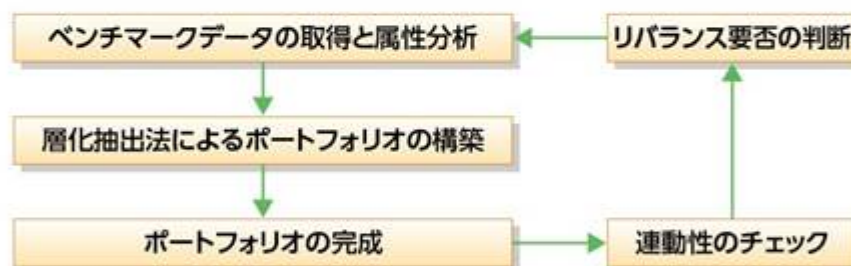 ベンチマークデータの取得と属性分析
リバランス要否の判断
層化抽出法によるポートフォリオの構築
ポートフォリオの完成
連動性のチェック